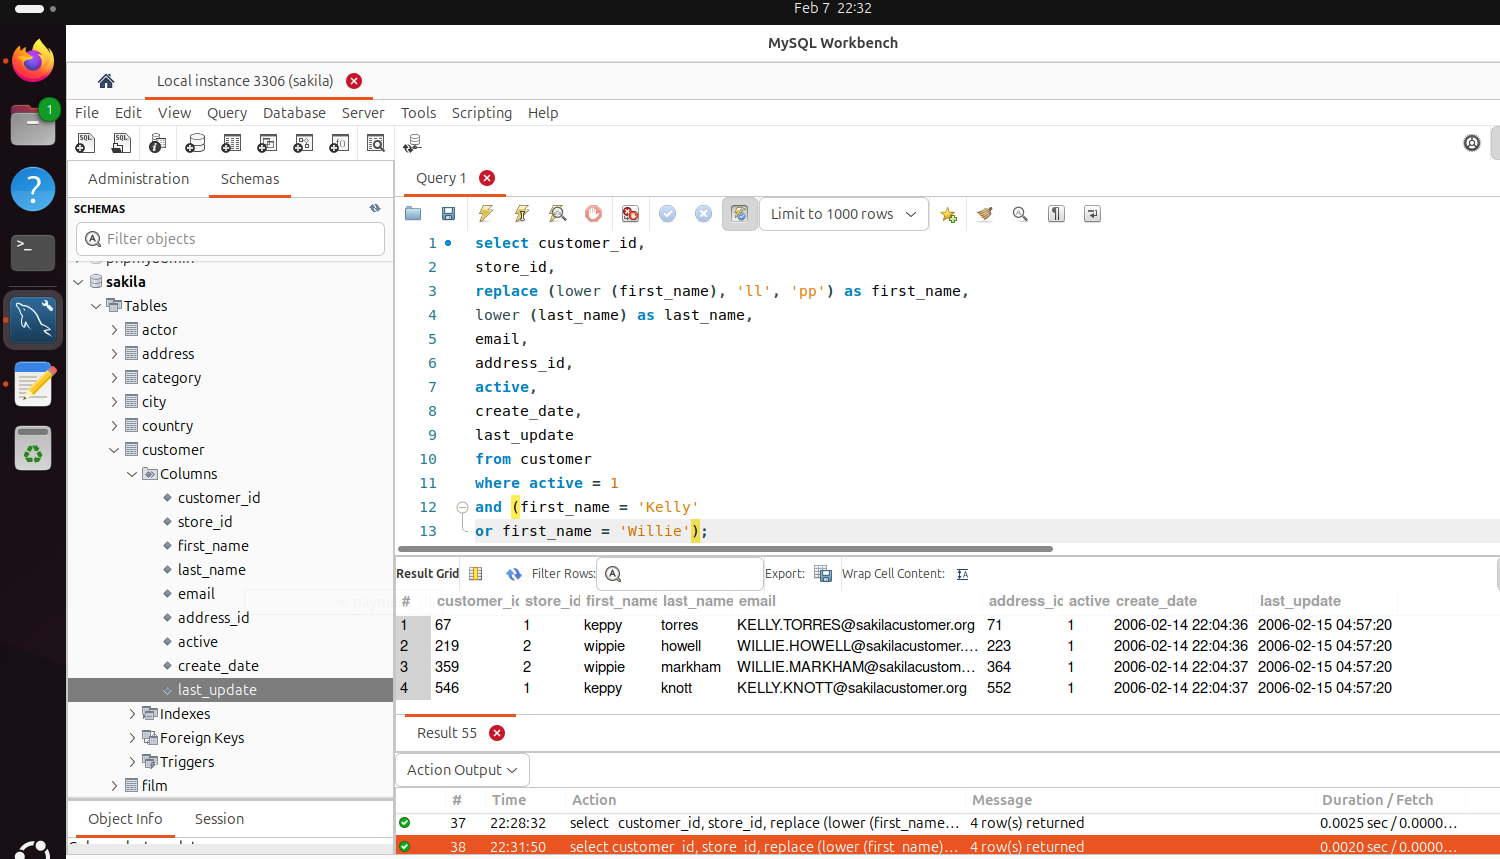 Feb 7 22:32
MySQL Workbench
Local instance 3306 (sakila)
File Edit View Query Database Server Tools Scripting Help
Administration Schemas
Query 1
SCHEMAS
Filter objects
Limit to 1000 rows
phpmyadmin
sakila
Tables
actor
address
category
city
country
customer
Columns
customer_id
store_id
first_name
last_name
email
address_id
active
create_date
last_update
Indexes
Foreign Keys
Triggers
film
Object Info Session
1 select customer_id,
2 store_id,
3 replace (lower (first_name), 'll', 'pp') as first_name,
4 lower (last_name) as last_name,
5 email,
6 address_id,
7 active,
8 create_date,
9 last_update
10 from customer
11 where active = 1
12 and (first_name = 'Kelly'
13 or first_name = 'Willie');
Result Grid Filter Rows: Export: Wrap Cell Content:
# customer_id store_id first_name last_name email address_id active create_date last_update
1 67 1 keppy torres KELLY.TORRES@sakilacustomer.org 71 1 2006-02-14 22:04:36 2006-02-15 04:57:20
2 219 2 wippie howell WILLIE.HOWELL@sakilacustomer.... 223 1 2006-02-14 22:04:36 2006-02-15 04:57:20
3 359 2 wippie markham WILLIE.MARKHAM@sakilacustom... 364 1 2006-02-14 22:04:37 2006-02-15 04:57:20
4 546 1 keppy knott KELLY.KNOTT@sakilacustomer.org 552 1 2006-02-14 22:04:37 2006-02-15 04:57:20
Result 55
Action Output
# Time Action Message Duration / Fetch
37 22:28:32 select customer_id, store_id, replace (lower (first_name... 4 row(s) returned 0.0025 sec / 0.0000...
38 22:31:50 select customer_id, store_id, replace (lower (first_name)... 4 row(s) returned 0.0020 sec / 0.0000...